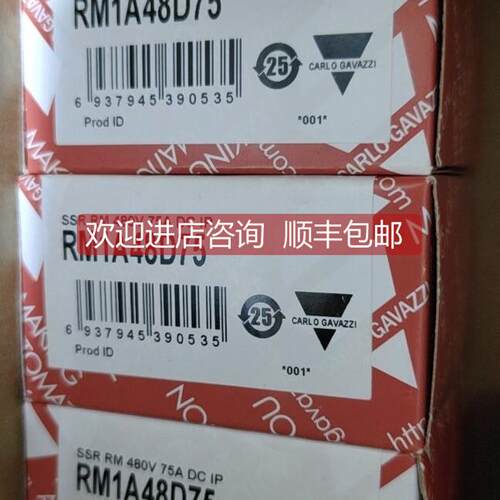 RM1A48D75
6 937945 390535
Prod ID
25
CARLO GAVAZZI
*001*
CARLO GAVAZZI
SSR RM 480V 75A DC IP
欢迎进店咨询 顺丰包邮
RM1A48D75
6 937945 390535
Prod ID
25
CARLO GAVAZZI
*001*
SSR RM 480V 75A DC IP
RM1A48D75